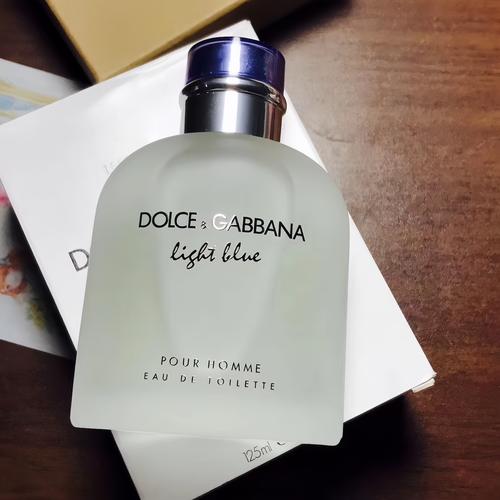 DOLCE & GABBANA
light blue
POUR HOMME
EAU DE TOILETTE
D
125ml